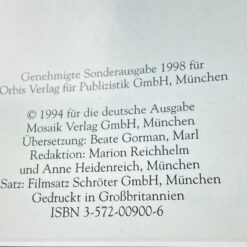 Genehmigte Sonderausgabe 1998 für
Orbis Verlag für Publizistik GmbH, München
© 1994 für die deutsche Ausgabe
Mosaik Verlag GmbH, München
Übersetzung: Beate Gorman, Marl
Redaktion: Marion Reichhelm
und Anne Heidenreich, München
Satz: Filmsatz Schröter GmbH, München
Gedruckt in Großbritannien
ISBN 3-572-00900-6